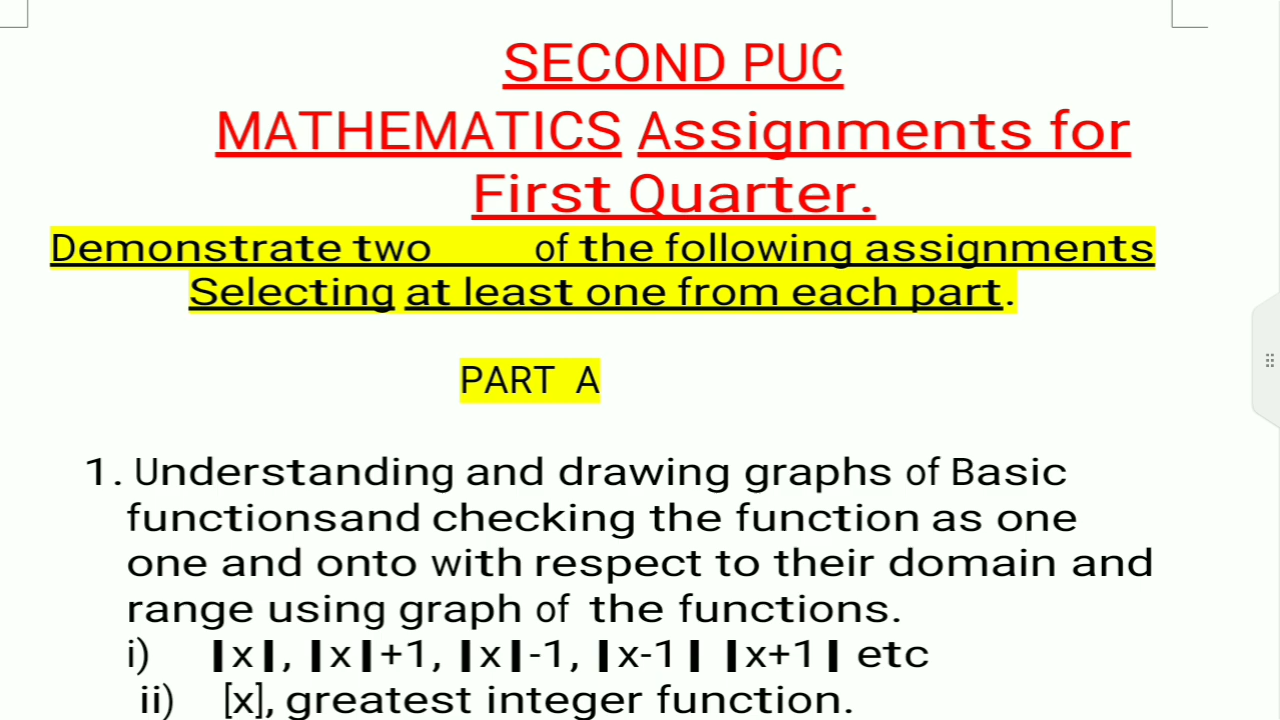 SECOND PUC
MATHEMATICS Assignments for
First Quarter.
Demonstrate two of the following assignments
Selecting at least one from each part.
PART A
1. Understanding and drawing graphs of Basic
functionsand checking the function as one
one and onto with respect to their domain and
range using graph of the functions.
i) |x|, |x|+1, |x|-1, |x-1| |x+1| etc
ii) [x], greatest integer function.